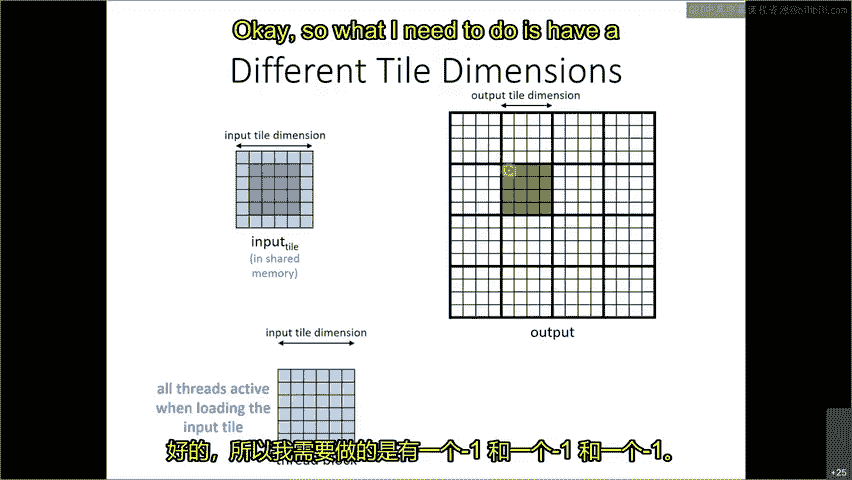 Okay, so what I need to do is have a
Different Tile Dimensions
output tile dimension
input tile dimension
input tile
(in shared
memory)
output
input tile dimension
all threads active
when loading the
input tile
好的，所以我需要做的是有一个-1 和一个-1 和一个-1。
thread block
+25